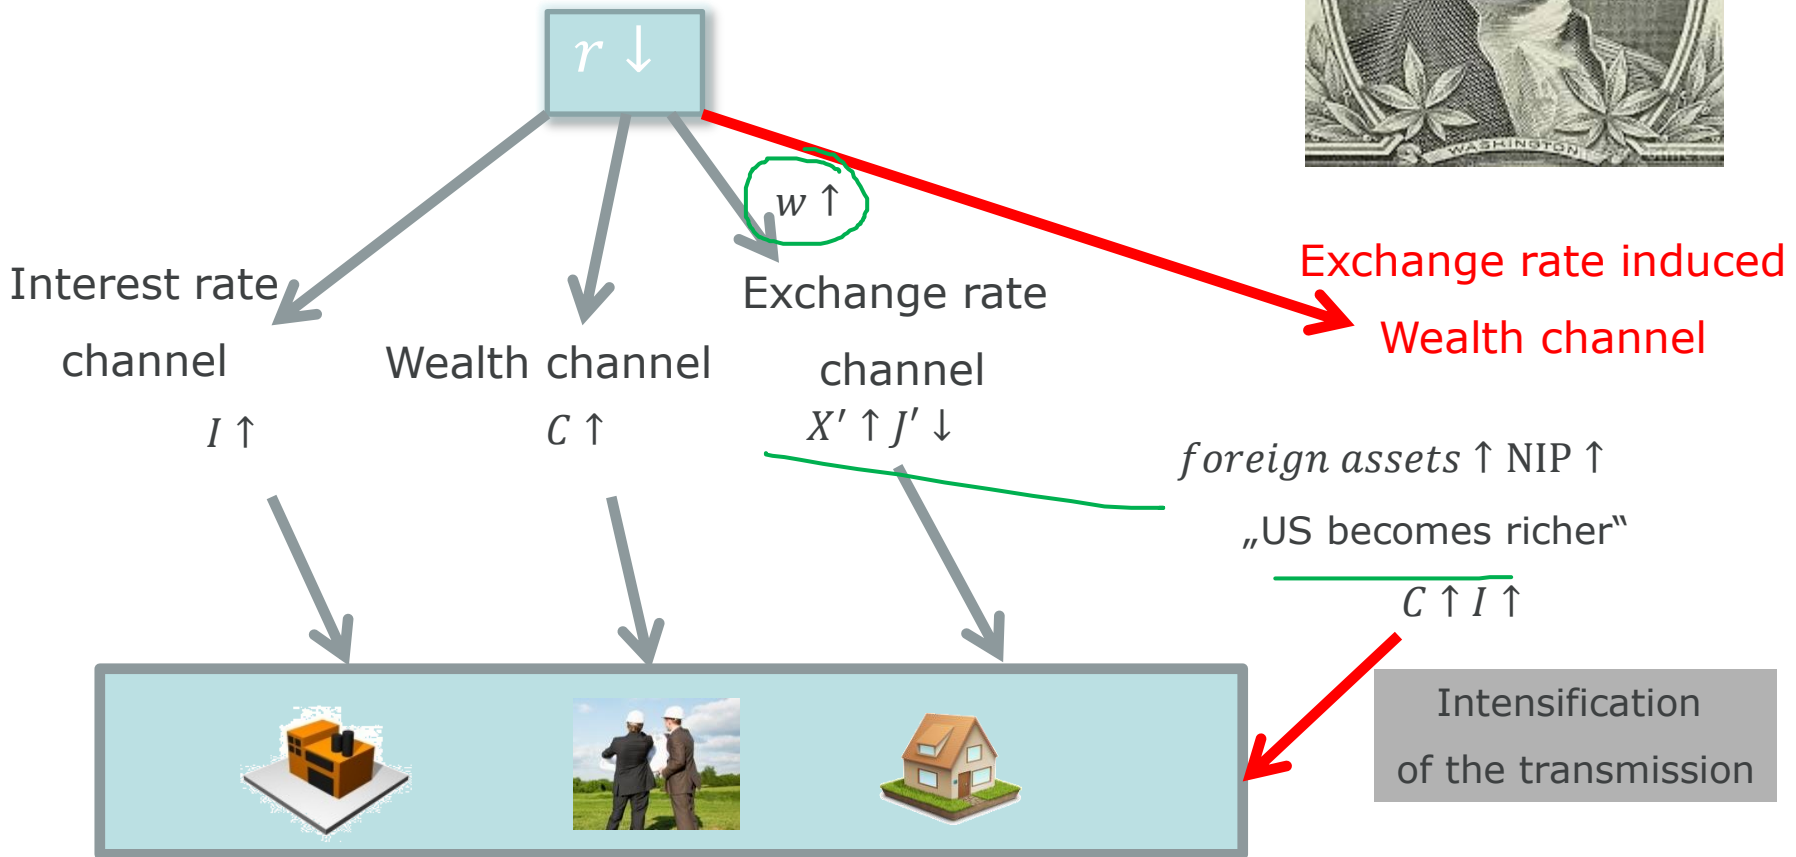 r ↓
WASHINGTON
w ↑
Interest rate
channel
I ↑
Wealth channel
C ↑
Exchange rate
channel
X′ ↑ J′ ↓
Exchange rate induced
Wealth channel
foreign assets ↑ NIP ↑
„US becomes richer“
C ↑ I ↑
Intensification
of the transmission